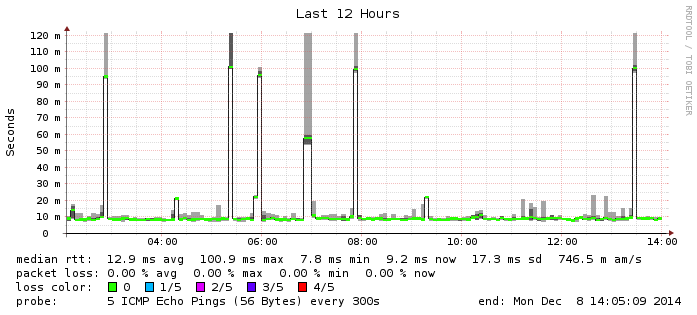 Last 12 Hours
RRDTOOL / TOBI OETIKER
Seconds
120 m
110 m
100 m
90 m
80 m
70 m
60 m
50 m
40 m
30 m
20 m
10 m
0
04:00 06:00 08:00 10:00 12:00 14:00
median rtt: 12.9 ms avg 100.9 ms max 7.8 ms min 9.2 ms now 17.3 ms sd 746.5 m am/s
packet loss: 0.00 % avg 0.00 % max 0.00 % min 0.00 % now
loss color: 0 1/5 2/5 3/5 4/5
probe: 5 ICMP Echo Pings (56 Bytes) every 300s end: Mon Dec 8 14:05:09 2014